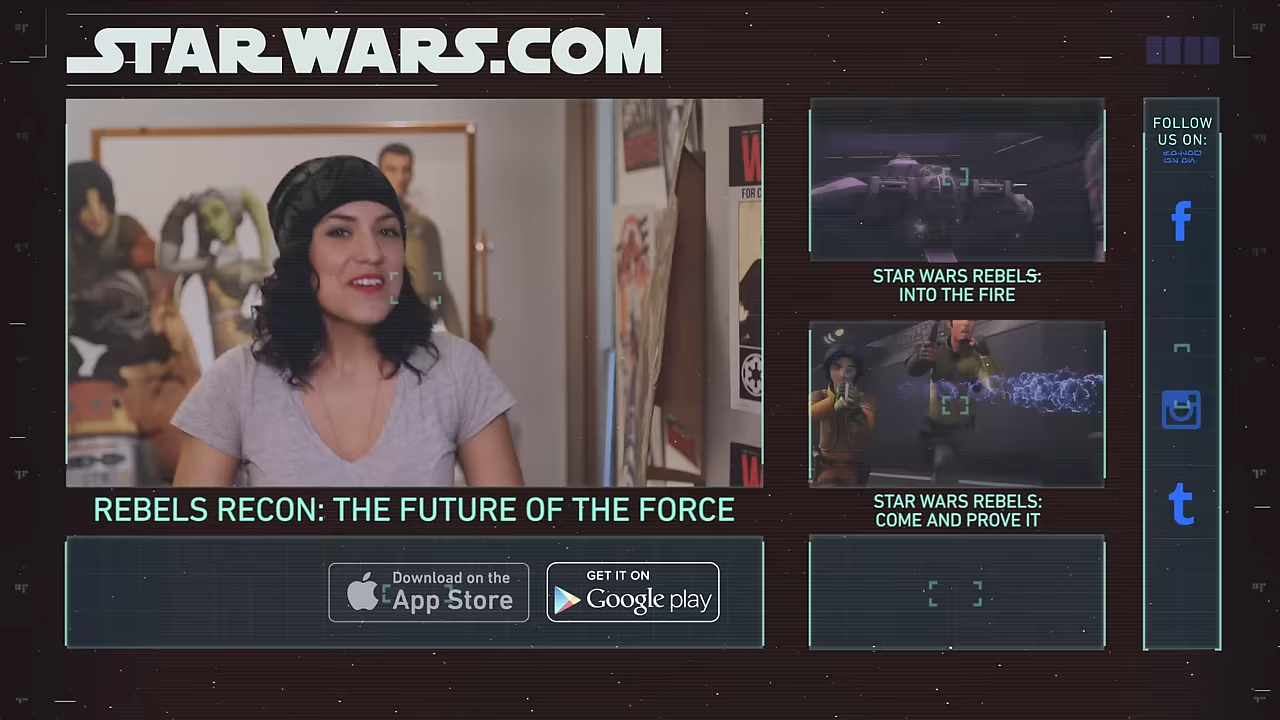 STAR WARS.COM
FOLLOW
US ON:
FOR
STAR WARS REBELS:
INTO THE FIRE
REBELS RECON: THE FUTURE OF THE FORCE
STAR WARS REBELS:
COME AND PROVE IT
Download on the
App Store
GET IT ON
Google play